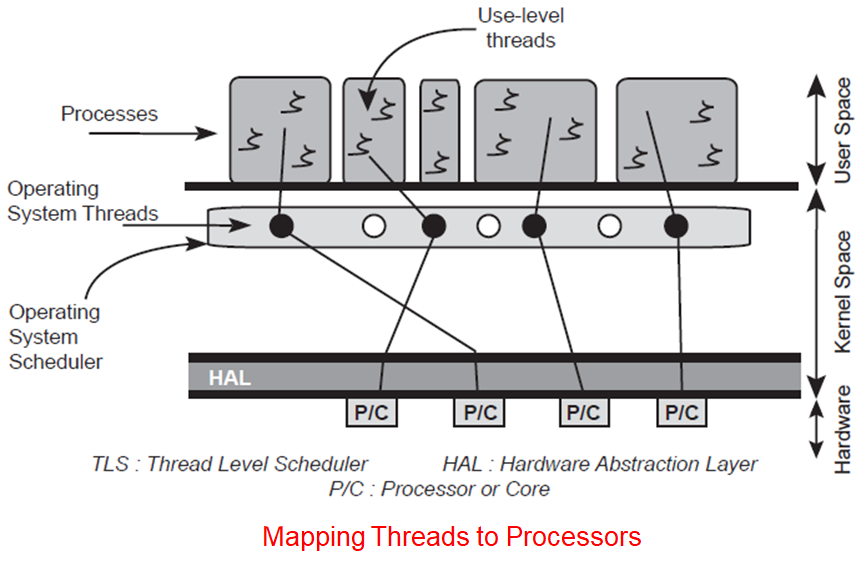 Use-level
threads
Processes
Operating
System Threads
Operating
System
Scheduler
User Space
Kernel Space
Hardware
HAL
P/C P/C P/C P/C
TLS : Thread Level Scheduler HAL : Hardware Abstraction Layer
P/C : Processor or Core
Mapping Threads to Processors